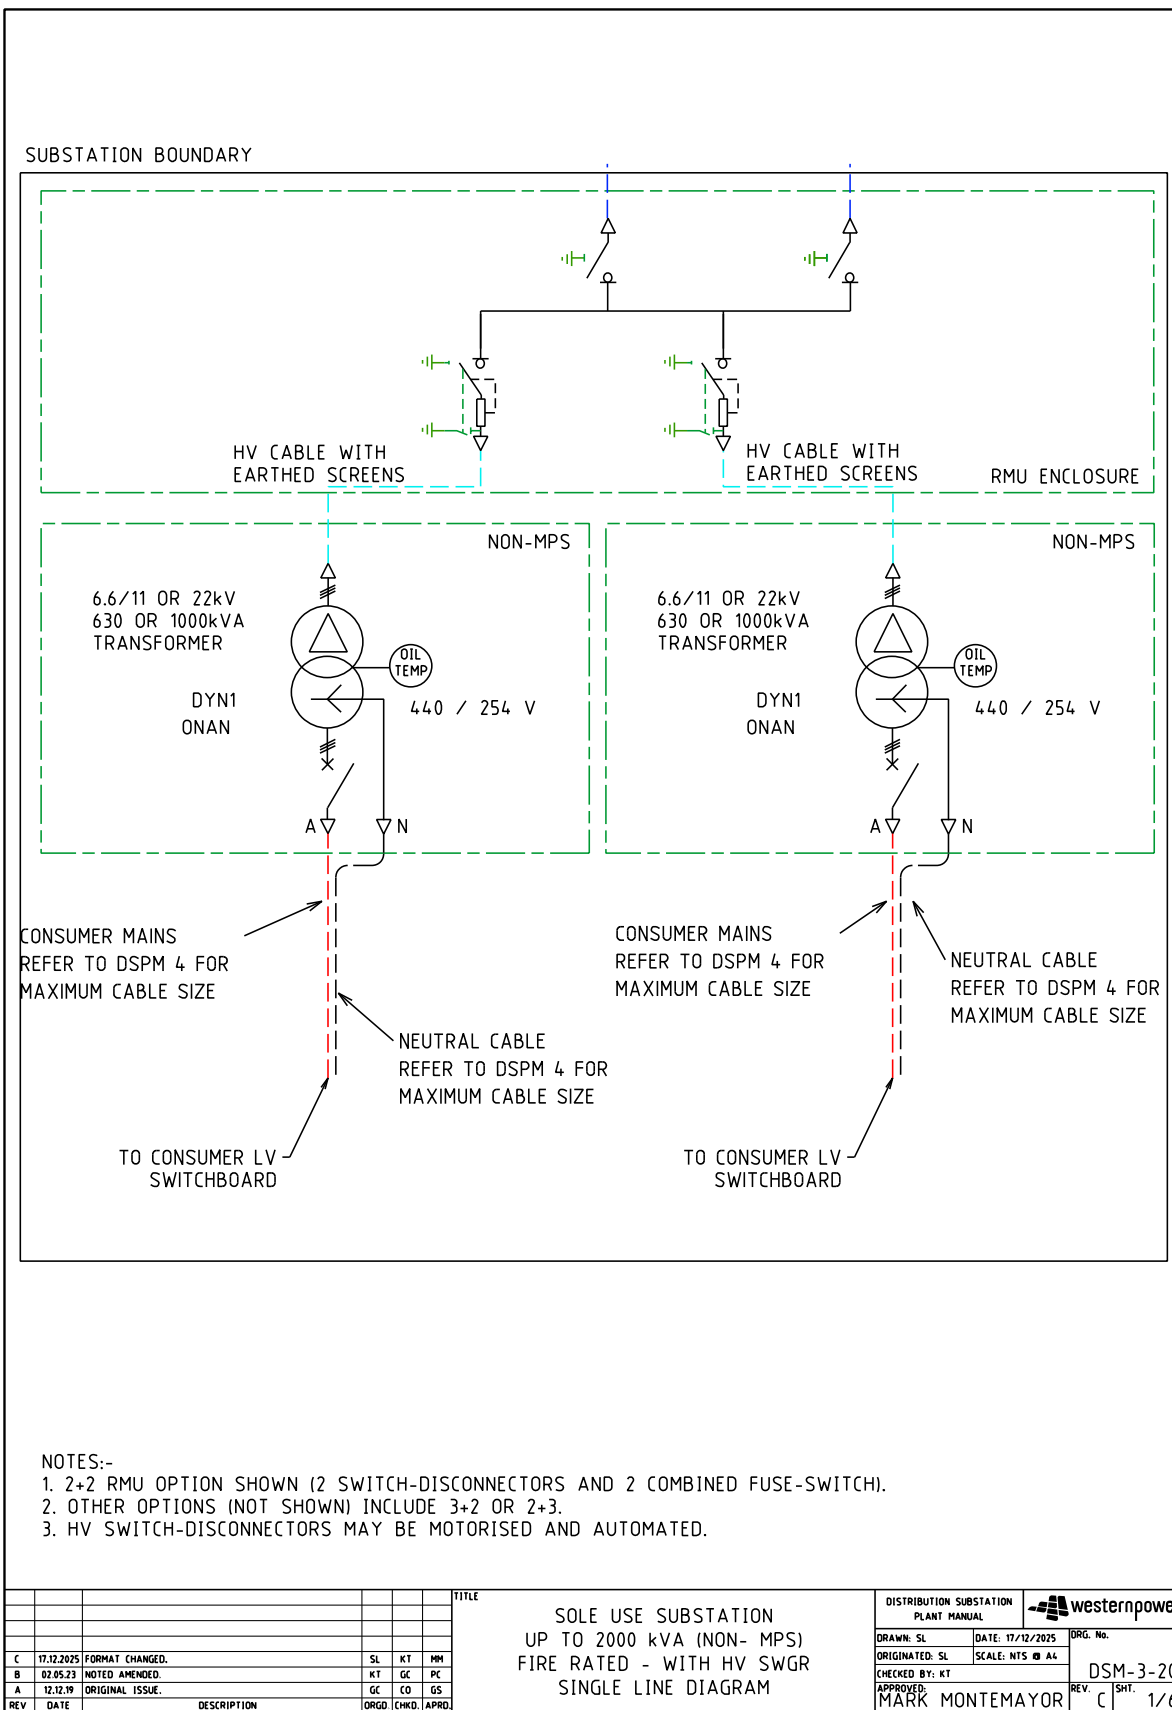 SUBSTATION BOUNDARY
HV CABLE WITH
EARTHED SCREENS
HV CABLE WITH
EARTHED SCREENS
RMU ENCLOSURE
NON-MPS
6.6/11 OR 22kV
630 OR 1000kVA
TRANSFORMER
OIL
TEMP
DYN1
ONAN
440 / 254 V
A
N
NON-MPS
6.6/11 OR 22kV
630 OR 1000kVA
TRANSFORMER
OIL
TEMP
DYN1
ONAN
440 / 254 V
A
N
CONSUMER MAINS
REFER TO DSPM 4 FOR
MAXIMUM CABLE SIZE
NEUTRAL CABLE
REFER TO DSPM 4 FOR
MAXIMUM CABLE SIZE
TO CONSUMER LV
SWITCHBOARD
CONSUMER MAINS
REFER TO DSPM 4 FOR
MAXIMUM CABLE SIZE
NEUTRAL CABLE
REFER TO DSPM 4 FOR
MAXIMUM CABLE SIZE
TO CONSUMER LV
SWITCHBOARD
NOTES:-
1. 2+2 RMU OPTION SHOWN (2 SWITCH-DISCONNECTORS AND 2 COMBINED FUSE-SWITCH).
2. OTHER OPTIONS (NOT SHOWN) INCLUDE 3+2 OR 2+3.
3. HV SWITCH-DISCONNECTORS MAY BE MOTORISED AND AUTOMATED.
C 17.12.2025 FORMAT CHANGED. SL KT MM
B 02.05.23 NOTED AMENDED. KT GC PC
A 12.12.19 ORIGINAL ISSUE. GC CO GS
REV DATE DESCRIPTION ORGD. CHKD. APRD.
TITLE
SOLE USE SUBSTATION
UP TO 2000 kVA (NON- MPS)
FIRE RATED - WITH HV SWGR
SINGLE LINE DIAGRAM
DISTRIBUTION SUBSTATION
PLANT MANUAL
westernpowe
DRAWN: SL DATE: 17/12/2025
ORIGINATED: SL SCALE: NTS @ A4
CHECKED BY: KT
APPROVED:
MARK MONTEMAYOR
DRG. No.
DSM-3-20
REV. C SHT. 1/6